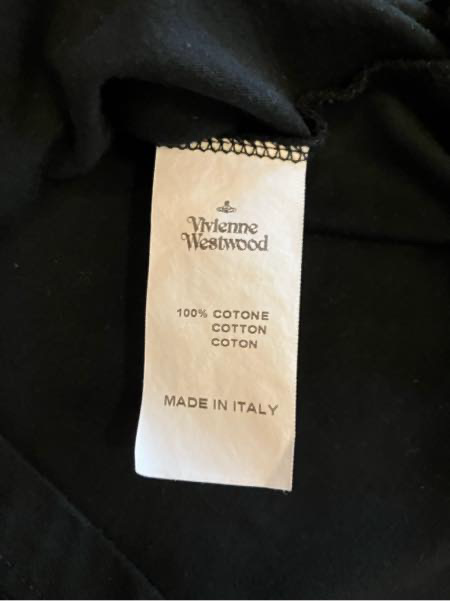 Vivienne
Westwood
100% COTONE
COTTON
COTON
MADE IN ITALY